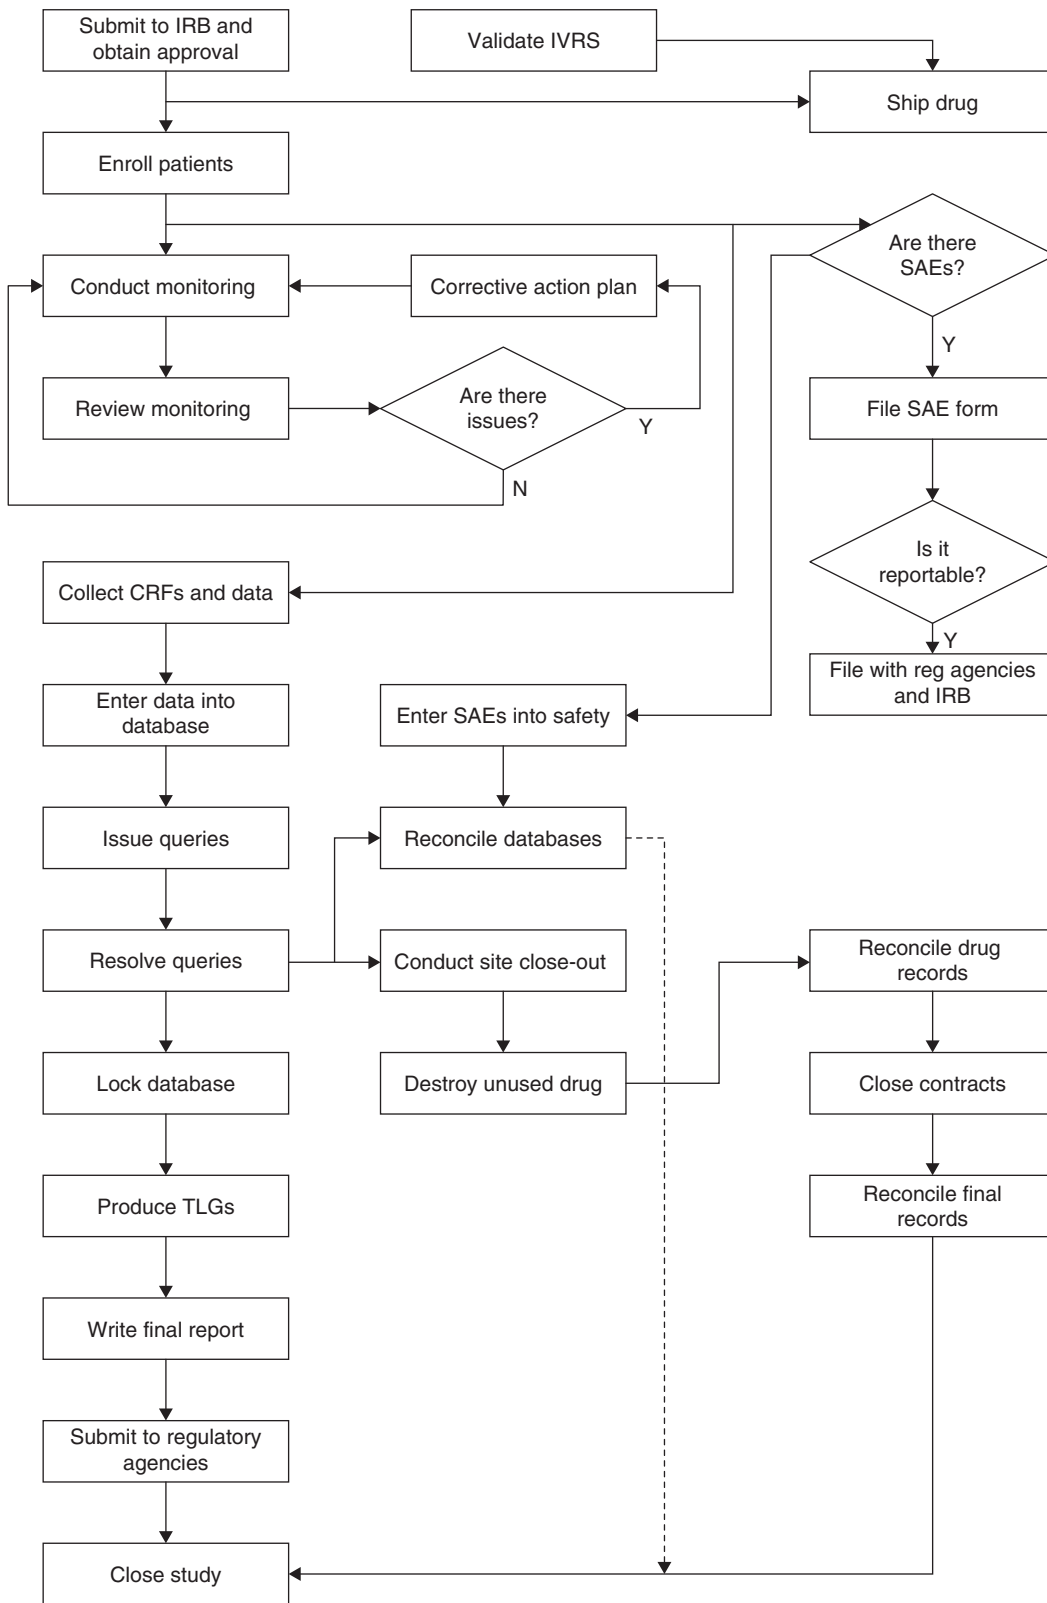 Submit to IRB and
obtain approval
Validate IVRS
Ship drug
Enroll patients
Are there
SAEs?
Conduct monitoring
Corrective action plan
Y
Review monitoring
Are there
issues?
Y
File SAE form
N
Is it
reportable?
Collect CRFs and data
Y
File with reg agencies
and IRB
Enter data into
database
Enter SAEs into safety
Issue queries
Reconcile databases
Resolve queries
Conduct site close-out
Reconcile drug
records
Lock database
Destroy unused drug
Close contracts
Produce TLGs
Reconcile final
records
Write final report
Submit to regulatory
agencies
Close study